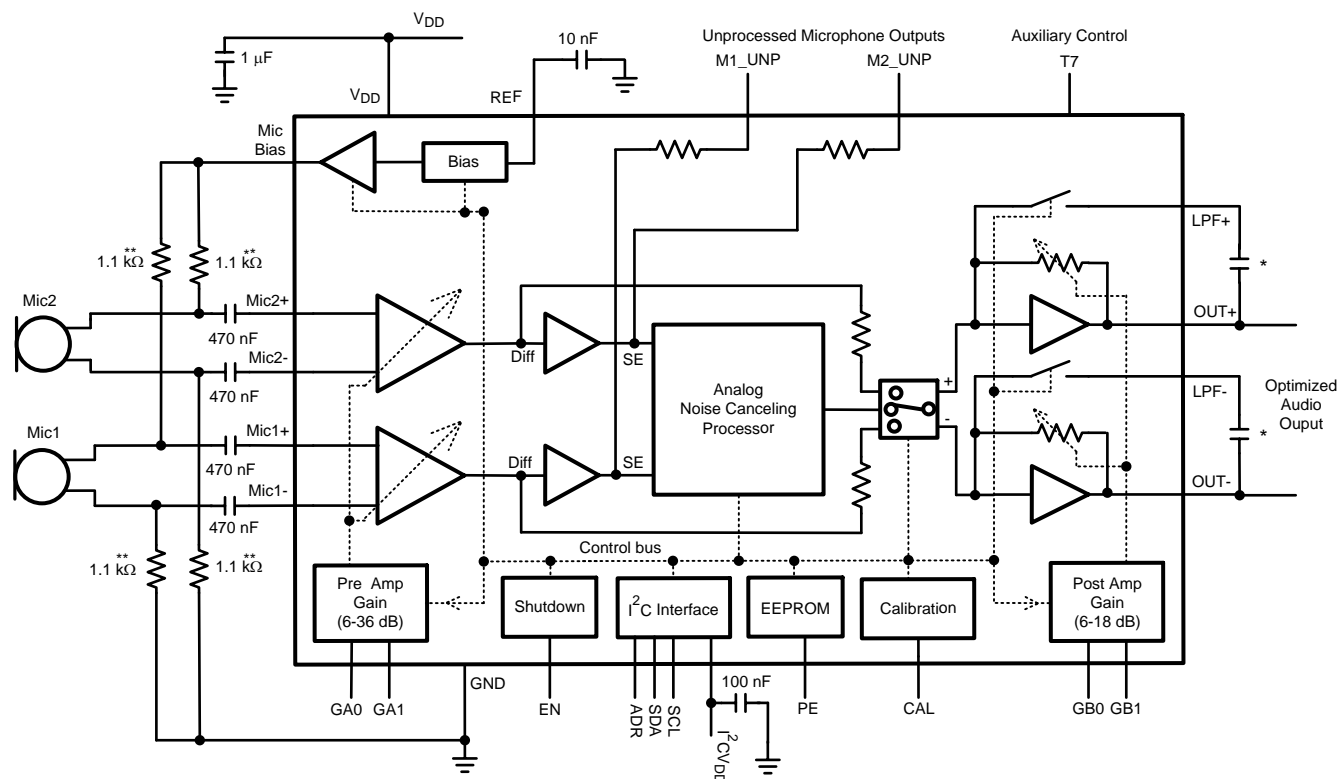 V_DD
10 nF
Unprocessed Microphone Outputs
Auxiliary Control
1 µF
M1_UNP
M2_UNP
T7
V_DD
REF
Mic
Bias
Bias
LPF+
**
1.1 kΩ
**
1.1 kΩ
*
Mic2
Mic2+
470 nF
OUT+
Diff
SE
Mic2-
470 nF
Analog
Noise Canceling
Processor
+
-
LPF-
Optimized
Audio
Ouput
*
Mic1
Mic1+
470 nF
Diff
SE
Mic1-
470 nF
OUT-
**
1.1 kΩ
**
1.1 kΩ
Control bus
Pre Amp
Gain
(6-36 dB)
Shutdown
I²C Interface
EEPROM
Calibration
Post Amp
Gain
(6-18 dB)
GND
100 nF
GA0
GA1
EN
ADR
SDA
SCL
I²CV_DD
PE
CAL
GB0
GB1